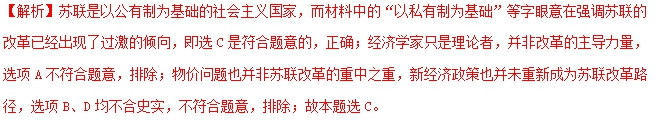 【解析】苏联是以公有制为基础的社会主义国家，而材料中的“以私有制为基础”等字眼意在强调苏联的
改革已经出现了过激的倾向，即选 C 是符合题意的，正确；经济学家只是理论者，并非改革的主导力量，
选项 A 不符合题意，排除；物价问题也并非苏联改革的重中之重，新经济政策也并未重新成为苏联改革路
径，选项 B、D 均不合史实，不符合题意，排除；故本题选 C。